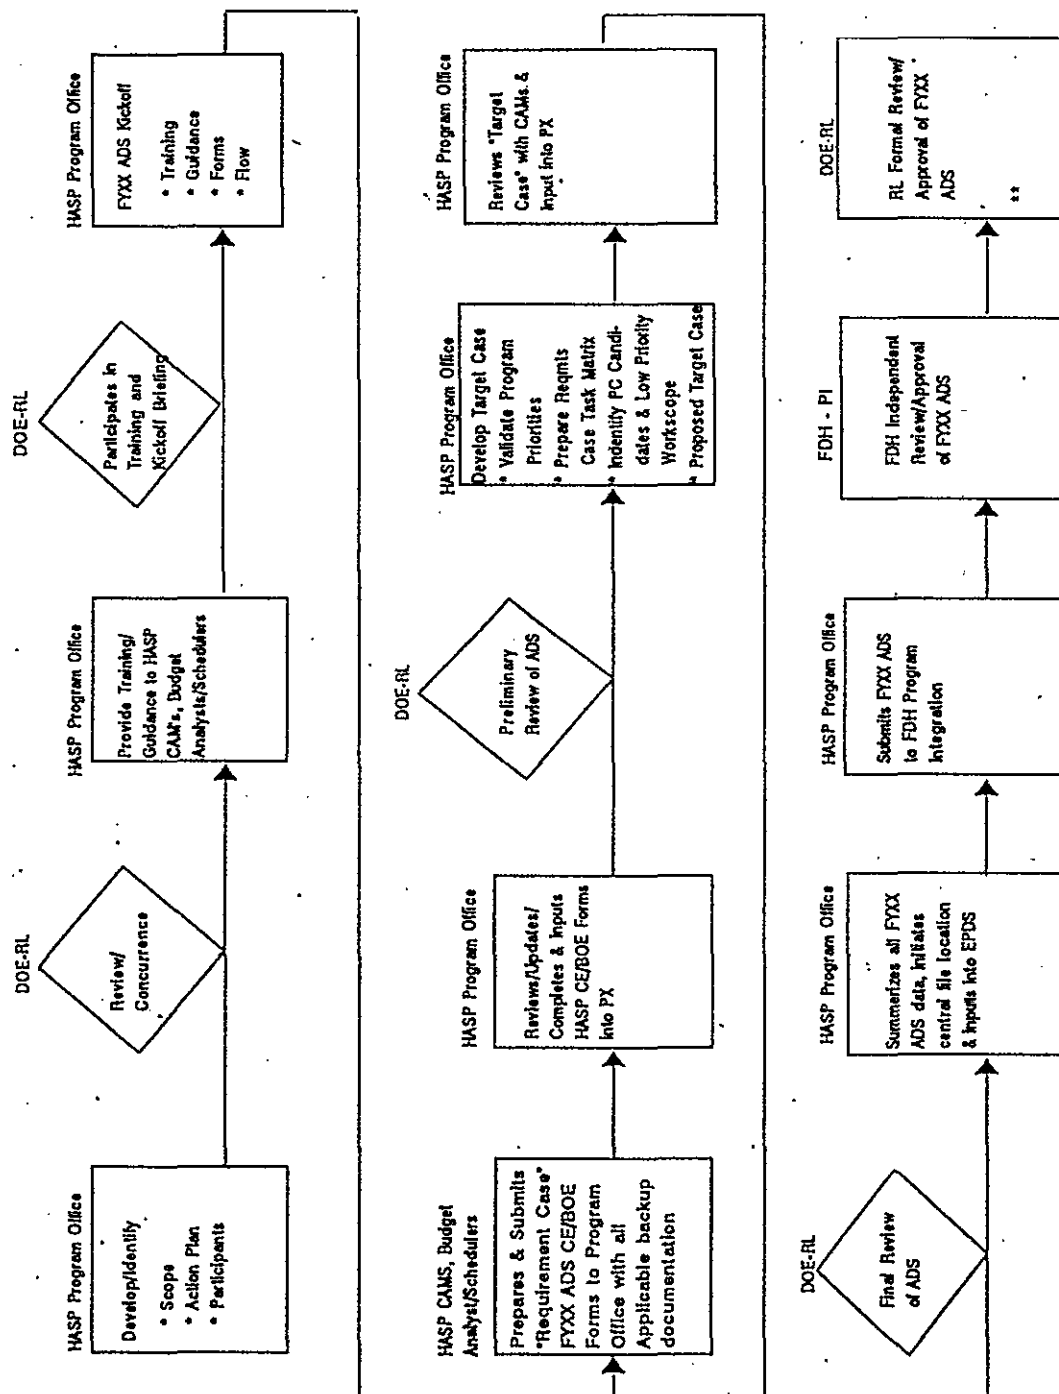 HASP Program Office
Develop/Identify
* Scope
* Action Plan
* Participants
DOE-RL
Review/
Concurrence
HASP Program Office
Provide Training/
Guidance to HASP
CAM's, Budget
Analysts/Schedulers
DOE-RL
Participates in
Training and
Kickoff Briefing
HASP Program Office
FYXX ADS Kickoff
* Training
* Guidance
* Forms
* Flow
HASP CAMS, Budget
Analyst/Schedulers
Prepares & Submits
"Requirement Case"
FYXX ADS CE/BOE
Forms to Program
Office with all
Applicable backup
documentation
HASP Program Office
Reviews/Updates/
Completes & Inputs
HASP CE/BOE Forms
into PX
DOE-RL
Preliminary
Review of ADS
HASP Program Office
Develop Target Case
* Validate Program
Priorities
* Prepare Reqmts
Case Task Matrix
* Indentify PC Candi-
dates & Low Priority
Workscope
* Proposed Target Case
HASP Program Office
Reviews "Target
Case" with CAMs &
Input into PX
DOE-RL
Final Review
of ADS
HASP Program Office
Summarizes all FYXX
ADS data, initiates
central file location
& inputs into EPDS
HASP Program Office
Submits FYXX ADS
to FDH Program
Integration
FDH - PI
FDH Independent
Review/Approval
of FYXX ADS
DOE-RL
RL Formal Review/
Approval of FYXX
ADS
**